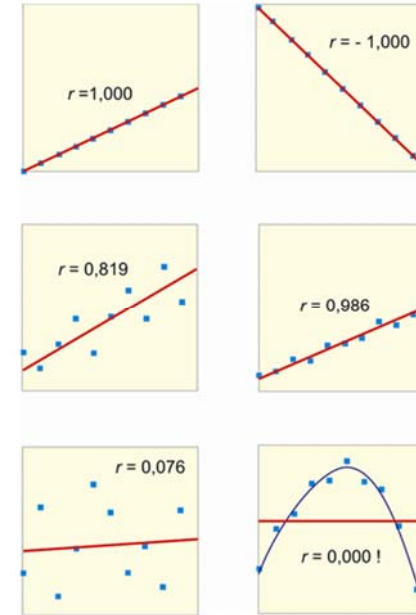 r =1,000
r = - 1,000
r = 0,819
r = 0,986
r = 0,076
r = 0,000 !